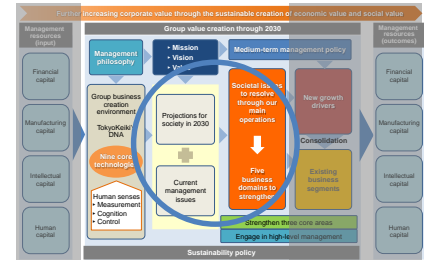 Further increasing corporate value through the sustainable creation of economic value and social value
Management
resources
(input)
Group value creation through 2030
Management
resources
(outcomes)
Management
philosophy
• Mission
• Vision
Medium-term management policy
Financial
capital
Manufacturing
capital
Intellectual
capital
Human
capital
Group business
creation
environment
TokyoKeiki's
DNA
Nine core
technologies
Human senses
• Measurement
• Cognition
• Control
Projections for
society in 2030
Current
management
issues
Societal issues
to resolve
through our
main
operations
Five
business
domains to
strengthen
New growth
drivers
Consolidation
Existing
business
segments
Strengthen three core areas
Engage in high-level management
Financial
capital
Manufacturing
capital
Intellectual
capital
Human
capital
Sustainability policy